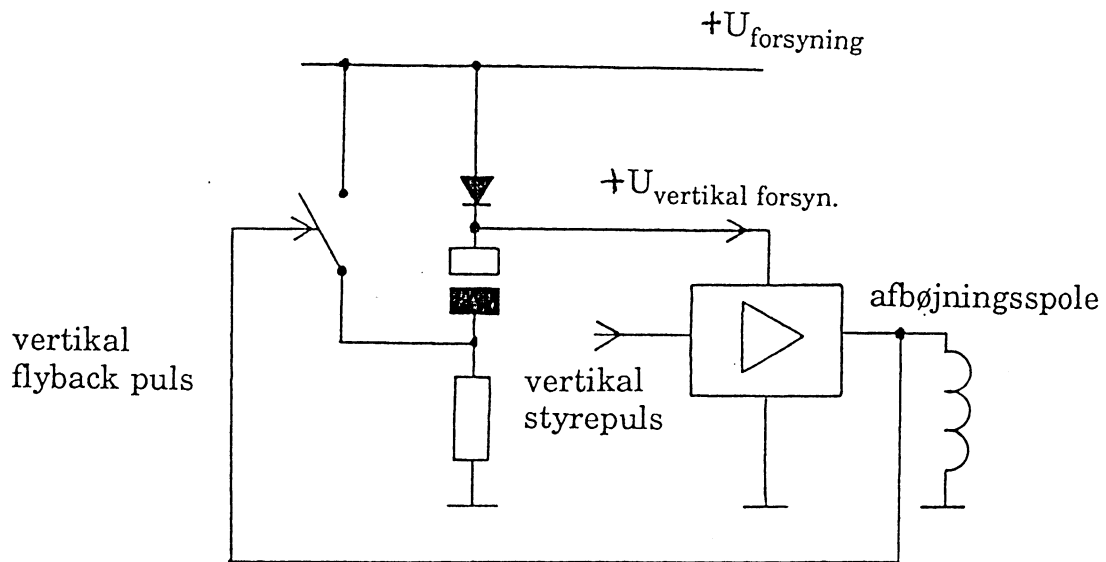 +U forsyning
+U vertikal forsyn.
afbøjningsspole
vertikal
flyback puls
vertikal
styrepuls